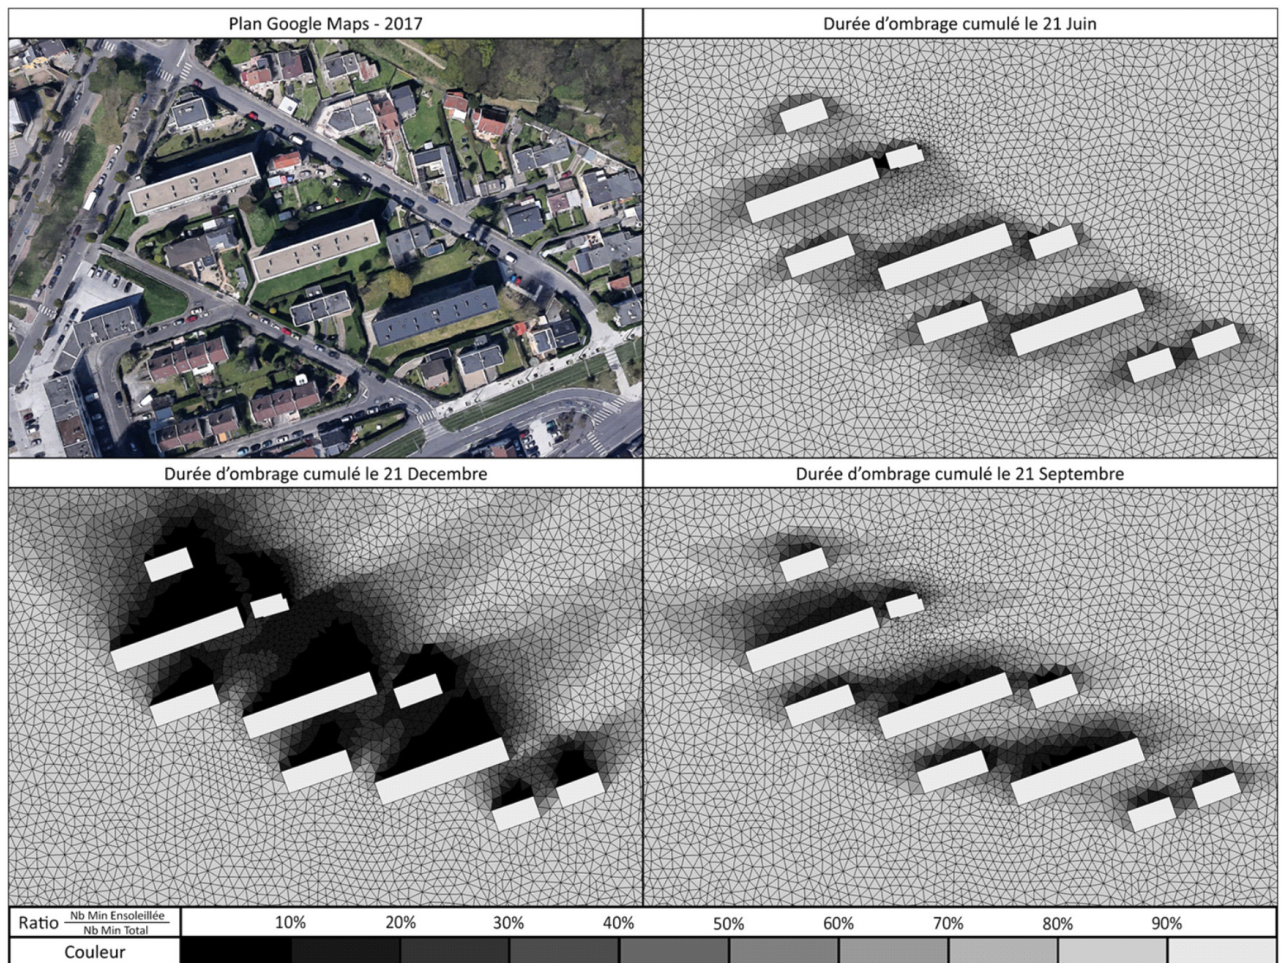 Plan Google Maps - 2017
Durée d’ombrage cumulé le 21 Juin
Durée d’ombrage cumulé le 21 Decembre
Durée d’ombrage cumulé le 21 Septembre
Ratio Nb Min Ensoleillée
Nb Min Total
10% 20% 30% 40% 50% 60% 70% 80% 90%
Couleur